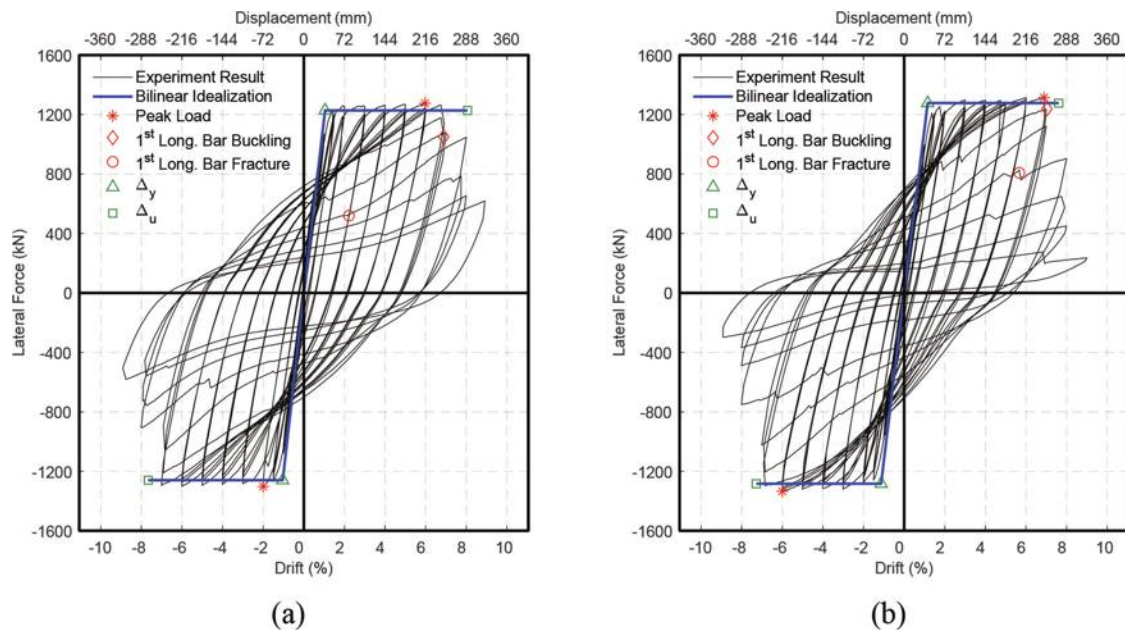 Displacement (mm)
-360 -288 -216 -144 -72 0 72 144 216 288 360
1600
1200
800
400
0
-400
-800
-1200
-1600
Lateral Force (kN)
Experiment Result
Bilinear Idealization
Peak Load
1st Long. Bar Buckling
1st Long. Bar Fracture
Δy
Δu
-10 -8 -6 -4 -2 0 2 4 6 8 10
Drift (%)
(a)
Displacement (mm)
-360 -288 -216 -144 -72 0 72 144 216 288 360
1600
1200
800
400
0
-400
-800
-1200
-1600
Lateral Force (kN)
Experiment Result
Bilinear Idealization
Peak Load
1st Long. Bar Buckling
1st Long. Bar Fracture
Δy
Δu
-10 -8 -6 -4 -2 0 2 4 6 8 10
Drift (%)
(b)